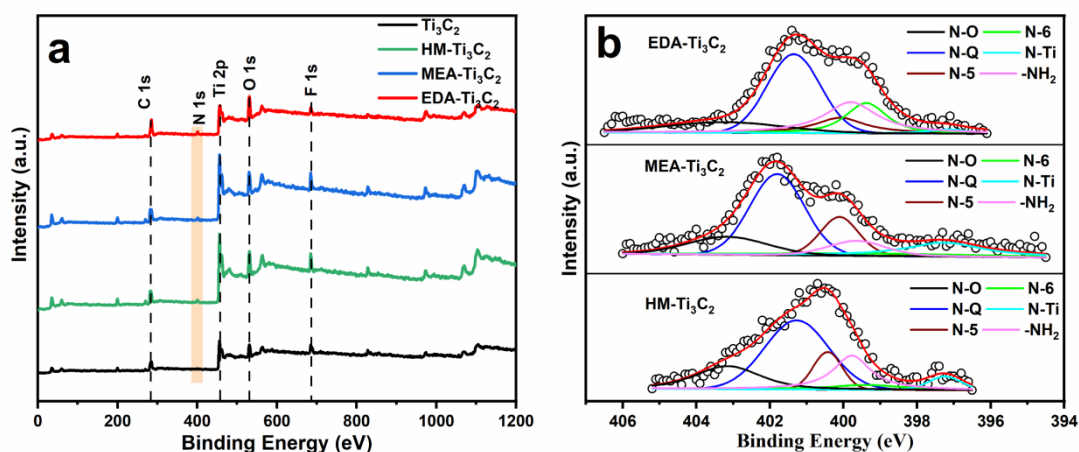 a
C 1s
N 1s
Ti 2p
O 1s
F 1s
Ti₃C₂
HM-Ti₃C₂
MEA-Ti₃C₂
EDA-Ti₃C₂
Intensity (a.u.)
0 200 400 600 800 1000 1200
Binding Energy (eV)
b
EDA-Ti₃C₂
N-O N-6
N-Q N-Ti
N-5 -NH₂
MEA-Ti₃C₂
N-O N-6
N-Q N-Ti
N-5 -NH₂
HM-Ti₃C₂
N-O N-6
N-Q N-Ti
N-5 -NH₂
Intensity (a.u.)
406 404 402 400 398 396 394
Binding Energy (eV)